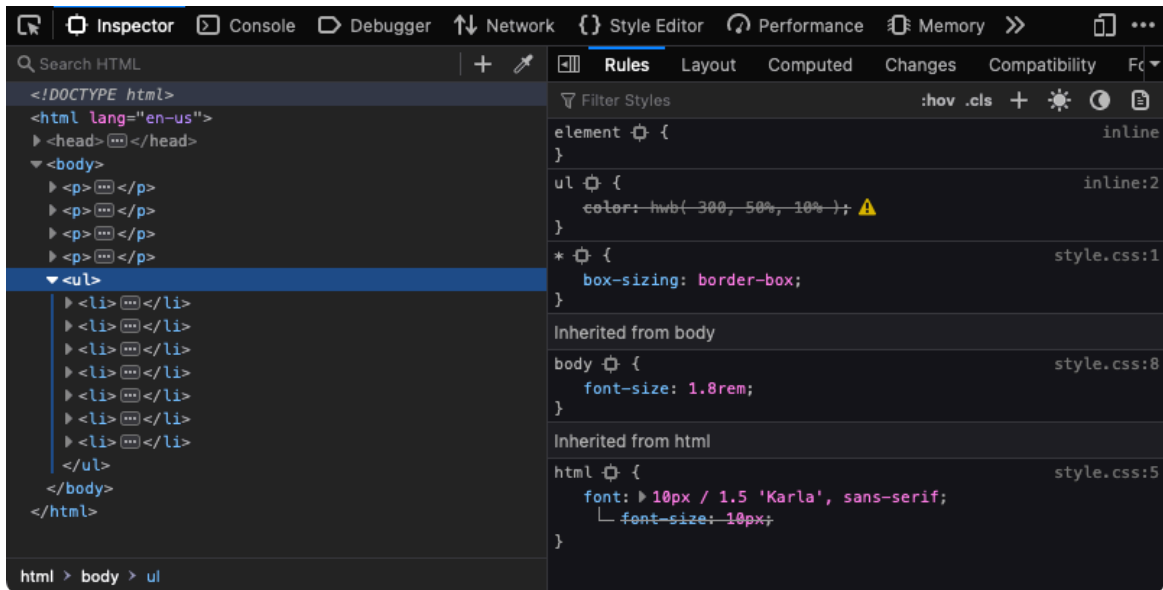 Inspector Console Debugger Network {} Style Editor Performance Memory
Search HTML
<!DOCTYPE html>
<html lang="en-us">
<head> </head>
<body>
<p> </p>
<p> </p>
<p> </p>
<p> </p>
<ul>
<li> </li>
<li> </li>
<li> </li>
<li> </li>
<li> </li>
<li> </li>
<li> </li>
</ul>
</body>
</html>
html > body > ul
Rules Layout Computed Changes Compatibility
Filter Styles :hov .cls
element { inline
}
ul { inline:2
color: hwb( 300, 50%, 10% );
}
* { style.css:1
box-sizing: border-box;
}
Inherited from body
body { style.css:8
font-size: 1.8rem;
}
Inherited from html
html { style.css:5
font: 10px / 1.5 'Karla', sans-serif;
font-size: 10px;
}